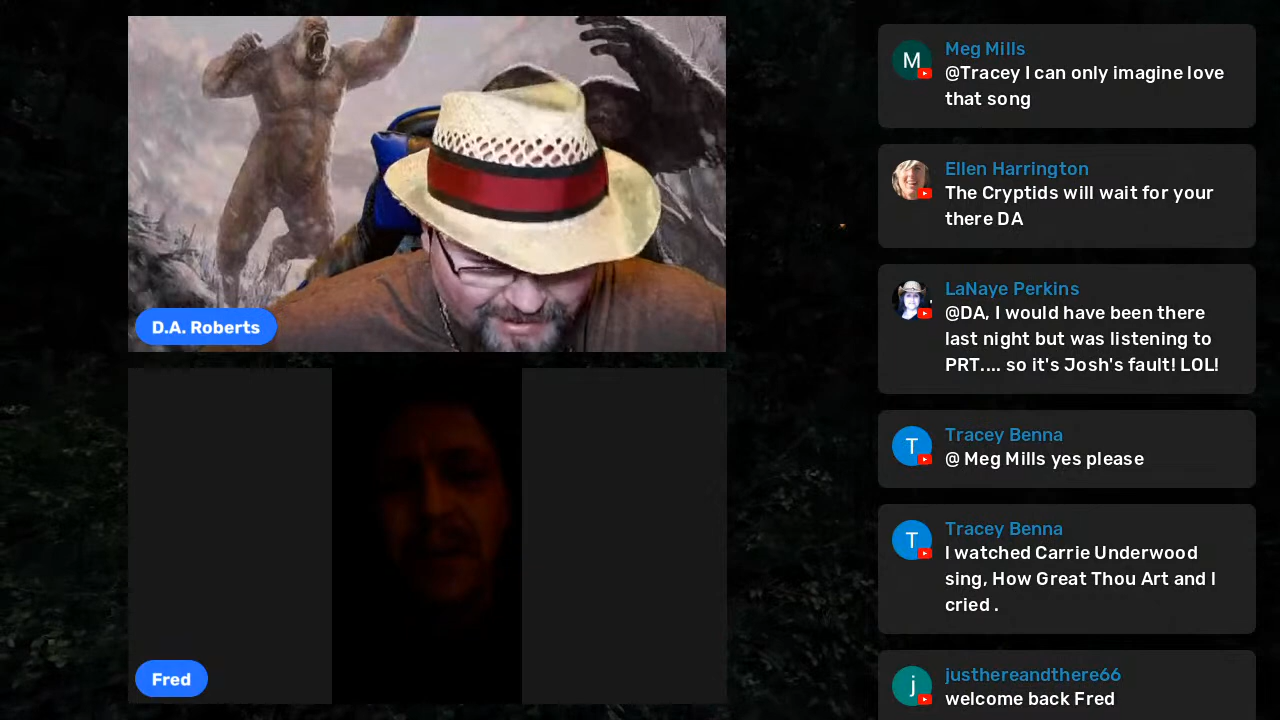 D.A. Roberts
Fred
M
Meg Mills
@Tracey I can only imagine love
that song
Ellen Harrington
The Cryptids will wait for your
there DA
LaNaye Perkins
@DA, I would have been there
last night but was listening to
PRT.... so it's Josh's fault! LOL!
T
Tracey Benna
@ Meg Mills yes please
T
Tracey Benna
I watched Carrie Underwood
sing, How Great Thou Art and I
cried .
j
justhereandthere66
welcome back Fred